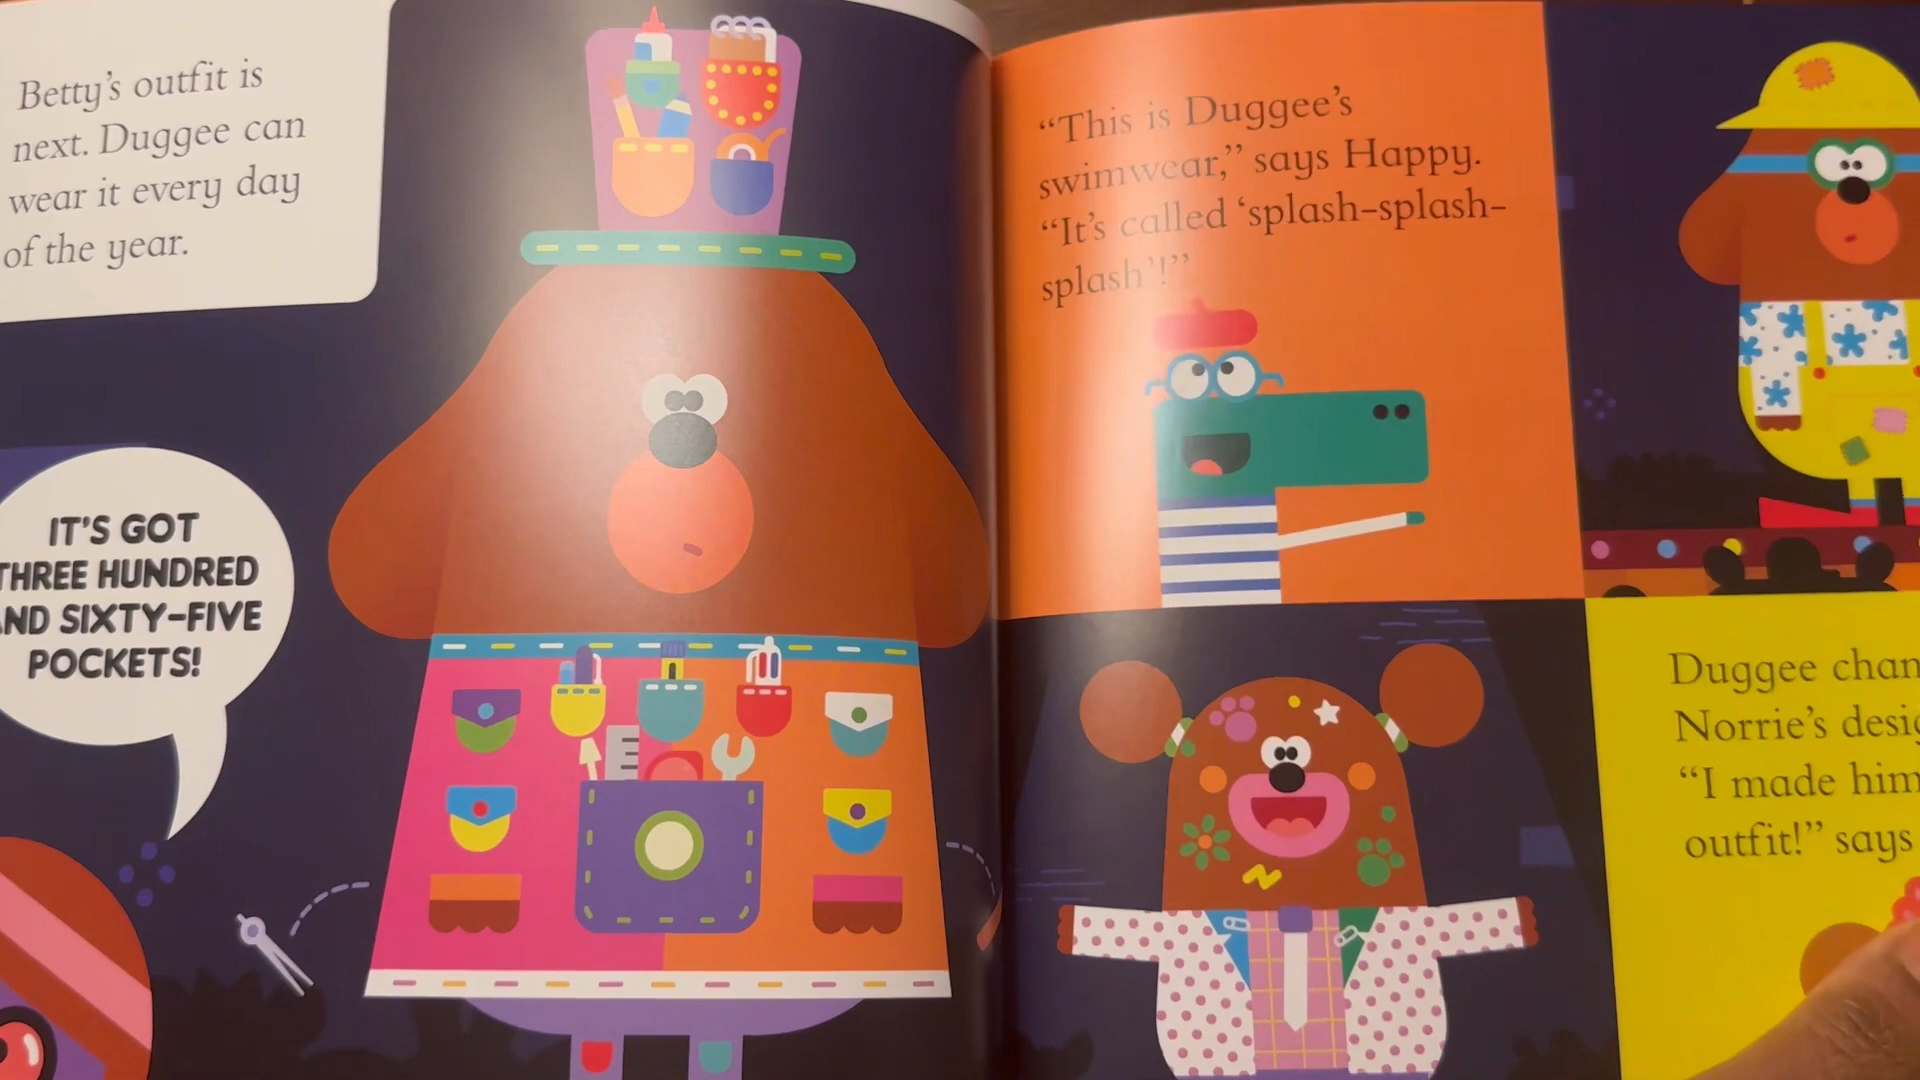 Betty's outfit is
next. Duggee can
wear it every day
of the year.
IT'S GOT
THREE HUNDRED
AND SIXTY-FIVE
POCKETS!
"This is Duggee's
swimwear," says Happy.
"It's called 'splash-splash-
splash'!"
Duggee
Norrie's
"I made him
outfit!" says